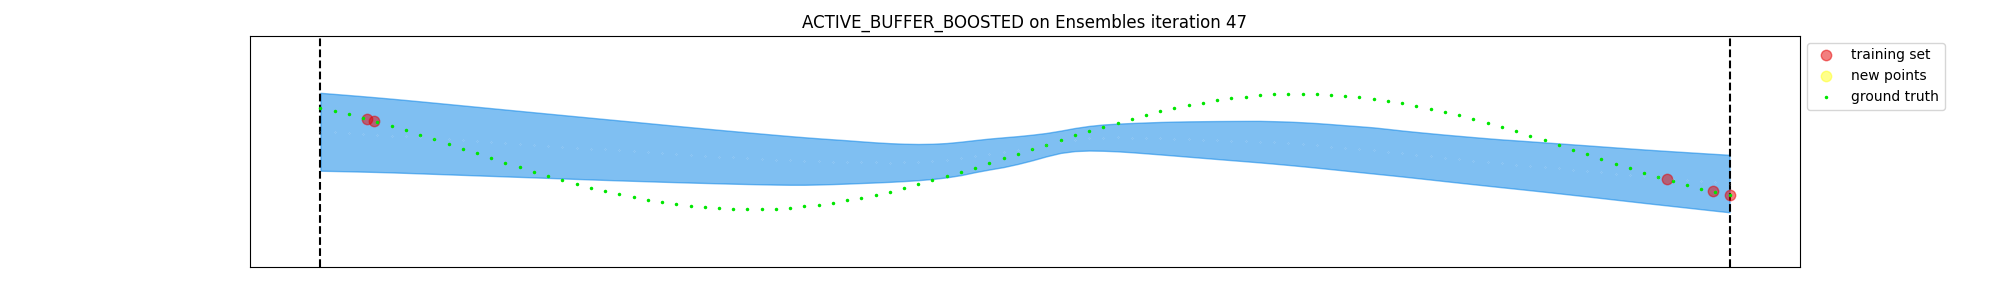 ACTIVE_BUFFER_BOOSTED on Ensembles iteration 47
training set
new points
ground truth